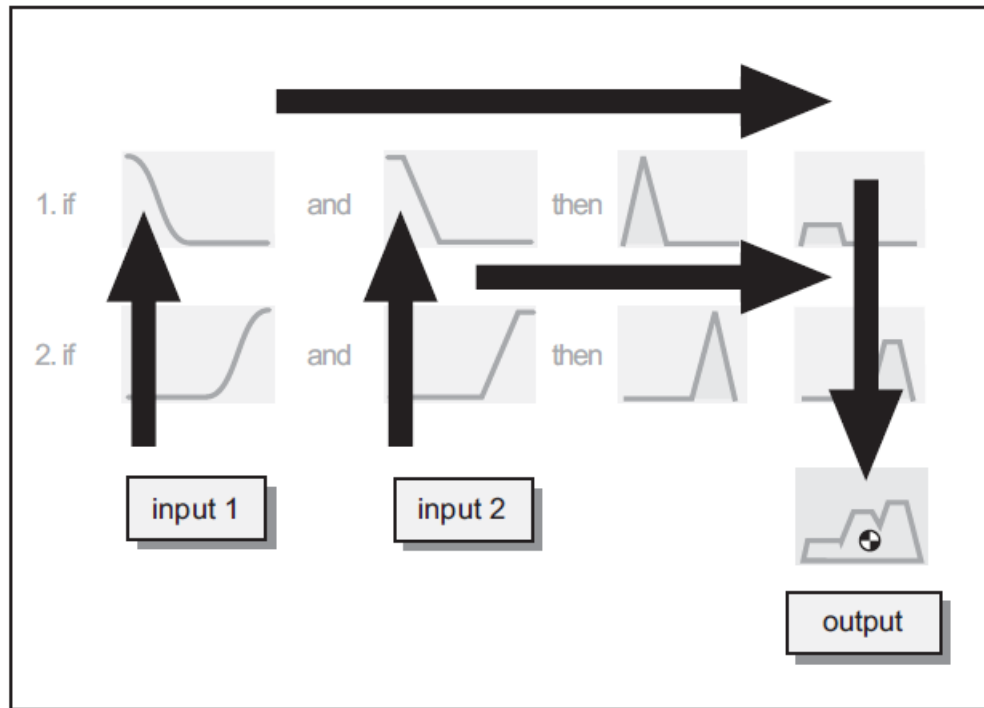 1. if and then
2. if and then
input 1 input 2
output